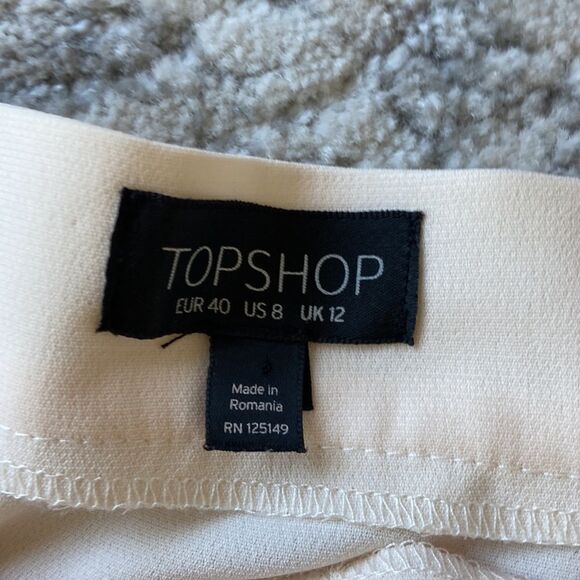 TOPSHOP
EUR 40 US 8 UK 12
Made in
Romania
RN 125149